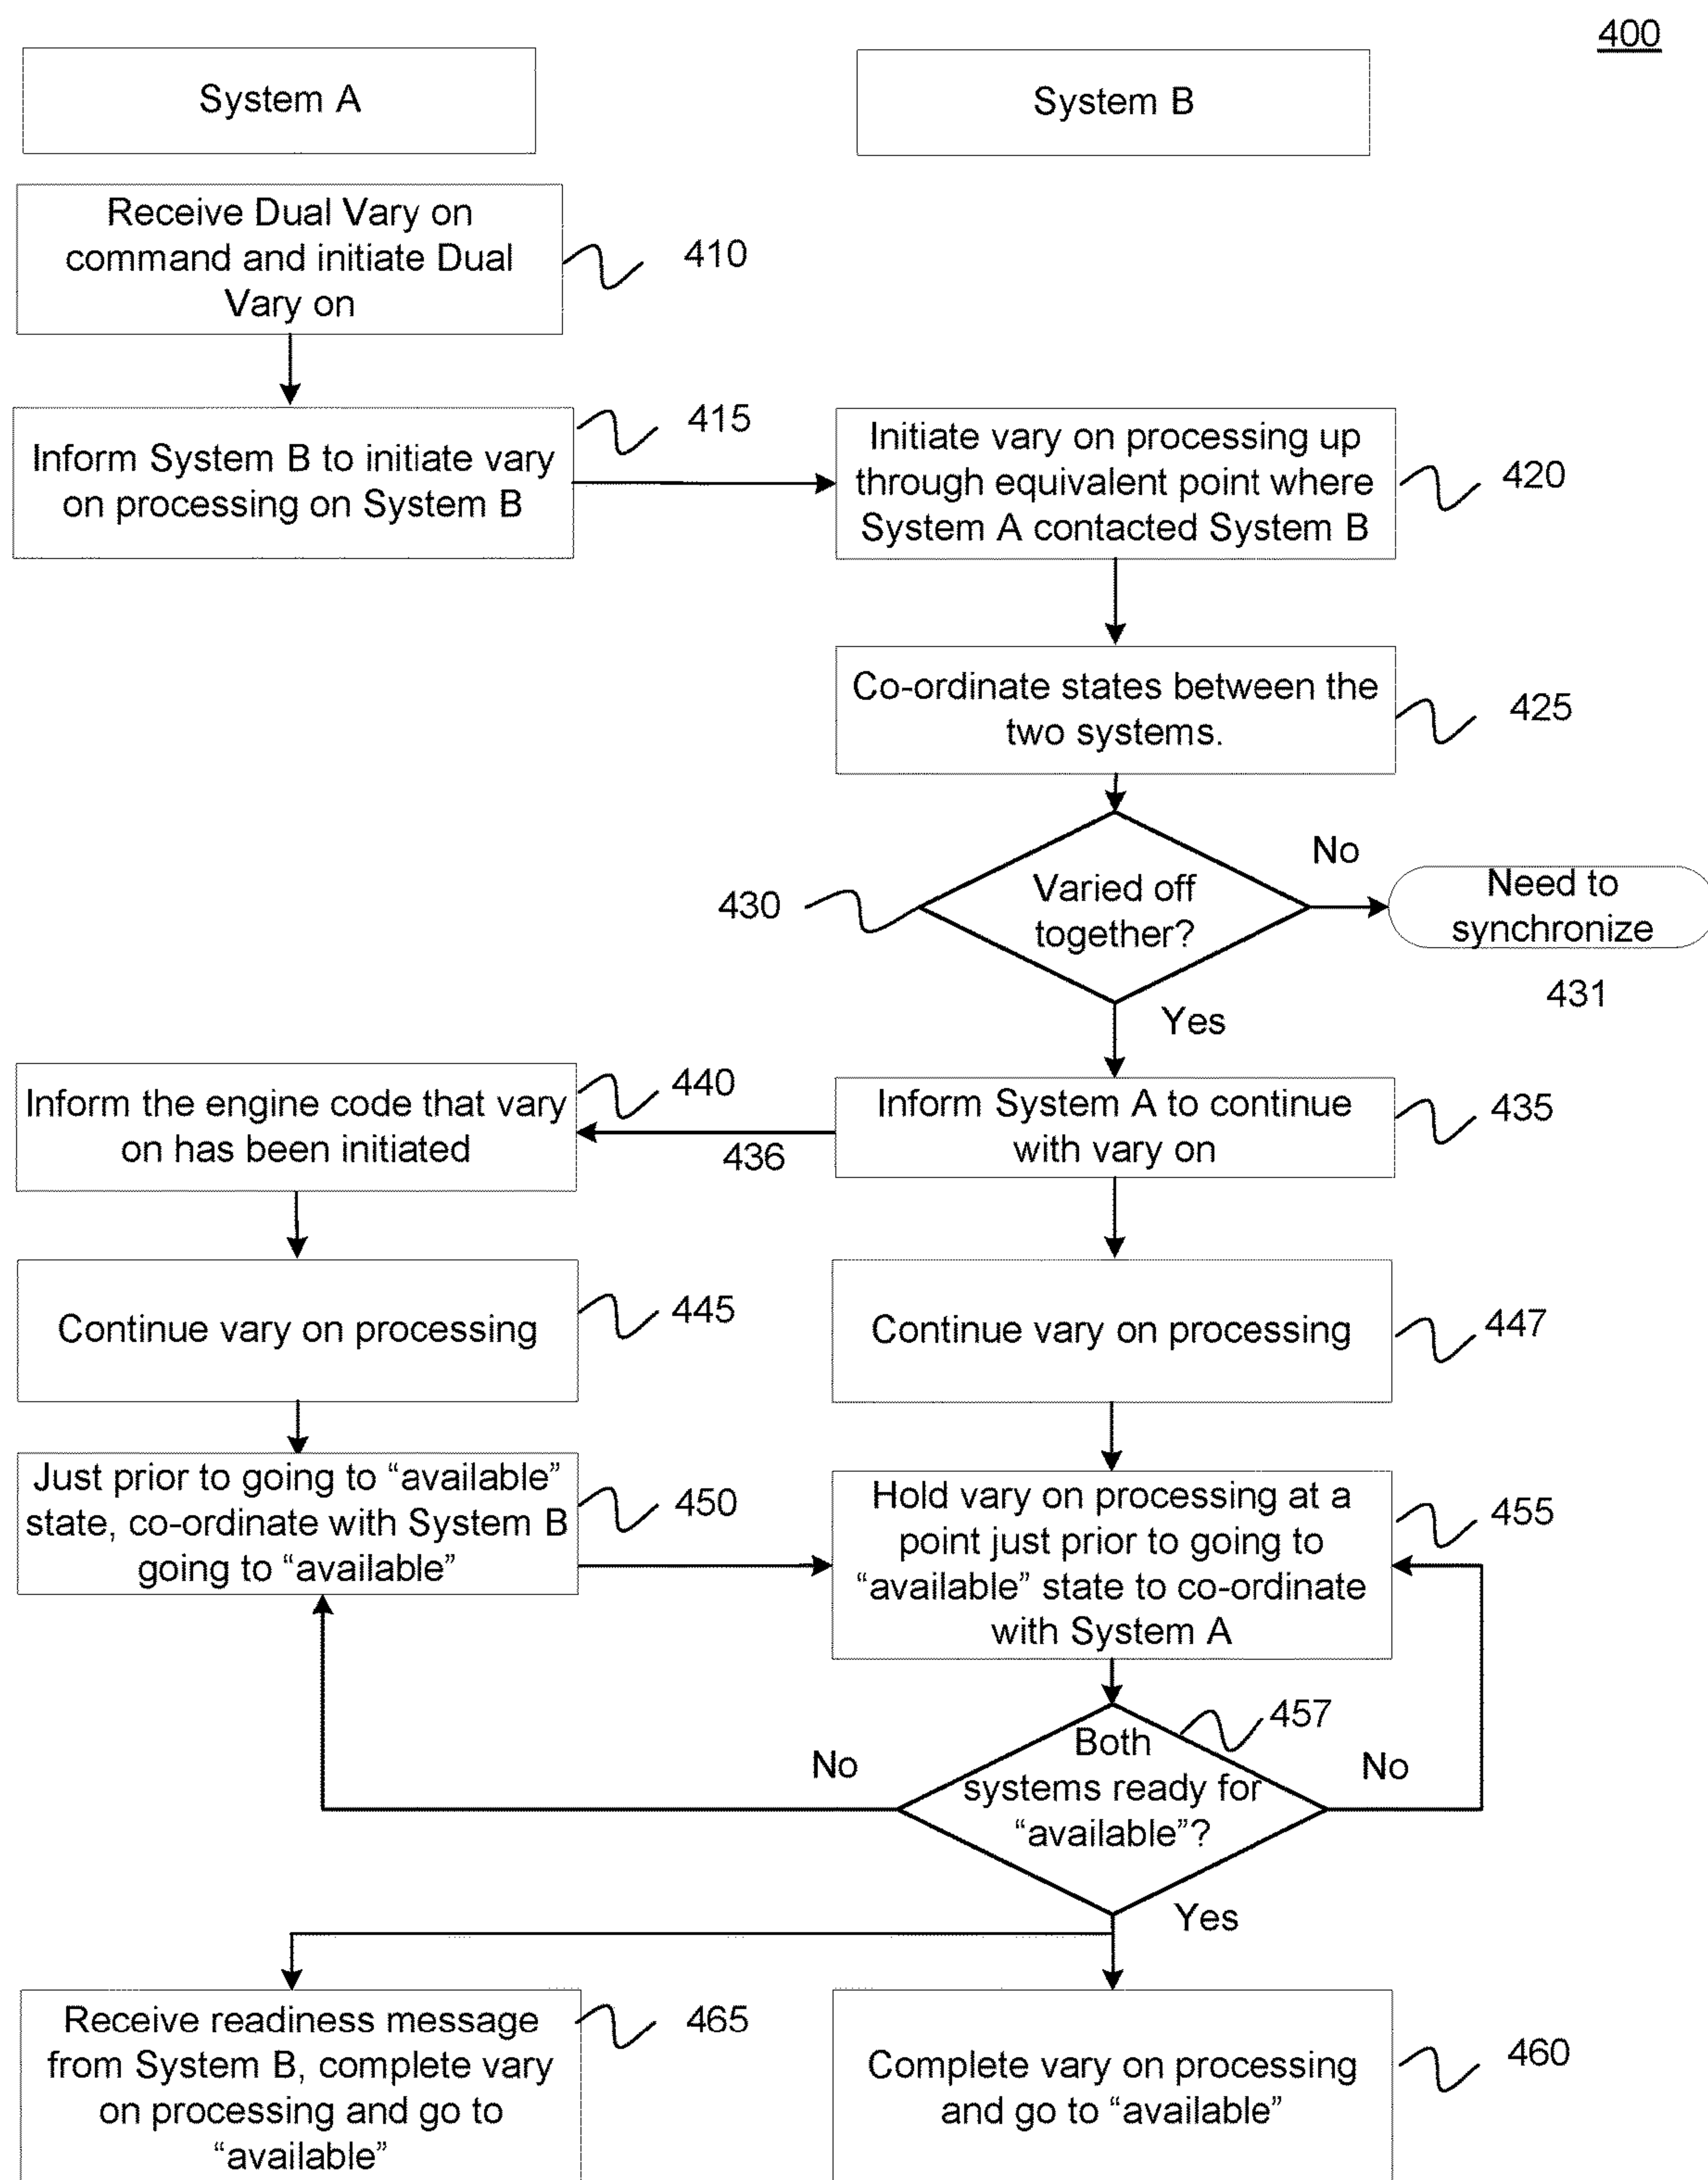 400
System A
System B
Receive Dual Vary on
command and initiate Dual
Vary on
410
Inform System B to initiate vary
on processing on System B
415
Initiate vary on processing up
through equivalent point where
System A contacted System B
420
Co-ordinate states between the
two systems.
425
Varied off
together?
430
No
Need to
synchronize
431
Yes
Inform the engine code that vary
on has been initiated
440
436
Inform System A to continue
with vary on
435
Continue vary on processing
445
Continue vary on processing
447
Just prior to going to “available”
state, co-ordinate with System B
going to “available”
450
Hold vary on processing at a
point just prior to going to
“available” state to co-ordinate
with System A
455
Both
systems ready for
“available”?
457
No
No
Yes
Receive readiness message
from System B, complete vary
on processing and go to
“available”
465
Complete vary on processing
and go to “available”
460